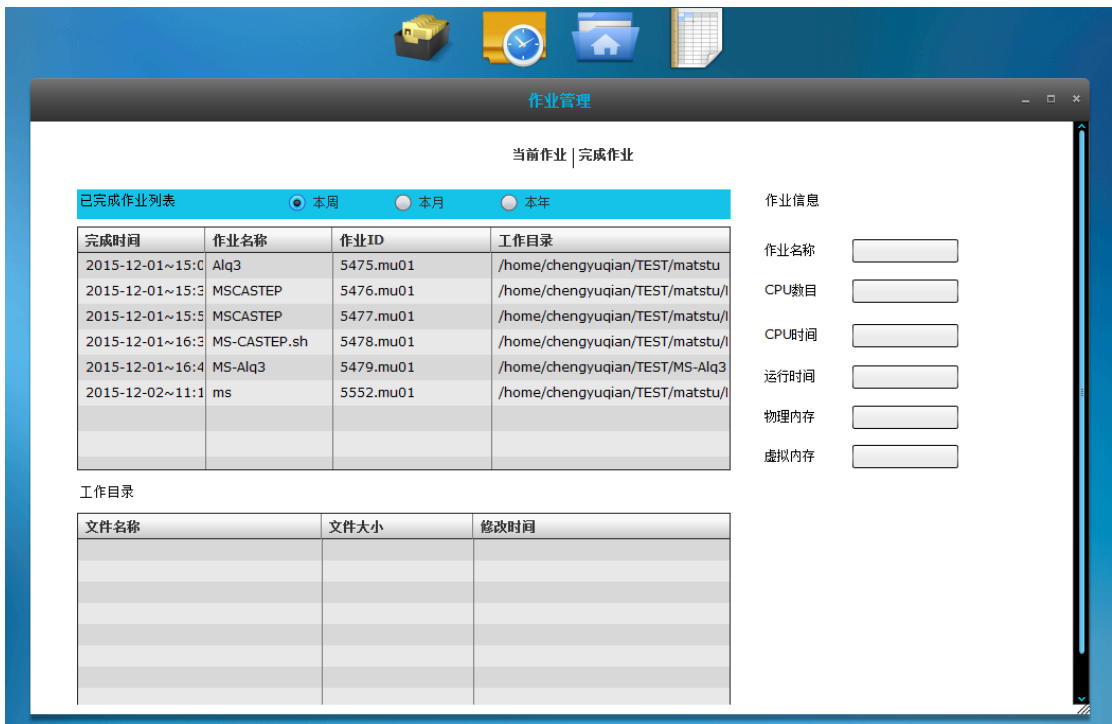 作业管理
当前作业 | 完成作业
已完成作业列表 本周 本月 本年
完成时间 作业名称 作业ID 工作目录
2015-12-01~15:0 Alq3 5475.mu01 /home/chengyuqian/TEST/matstu
2015-12-01~15:3 MSCASTEP 5476.mu01 /home/chengyuqian/TEST/matstu/
2015-12-01~15:5 MSCASTEP 5477.mu01 /home/chengyuqian/TEST/matstu/
2015-12-01~16:3 MS-CASTEP.sh 5478.mu01 /home/chengyuqian/TEST/matstu/
2015-12-01~16:4 MS-Alq3 5479.mu01 /home/chengyuqian/TEST/MS-Alq3
2015-12-02~11:1 ms 5552.mu01 /home/chengyuqian/TEST/matstu/
工作目录
文件名称 文件大小 修改时间
作业信息
作业名称
CPU数目
CPU时间
运行时间
物理内存
虚拟内存